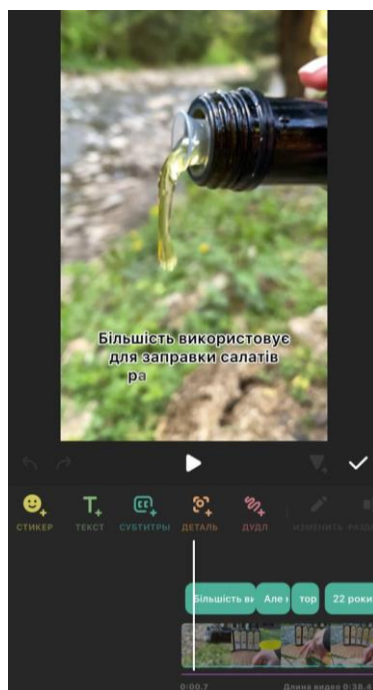 Більшість використовує
для заправки салатів
ра
СТИКЕР
ТЕКСТ
СУБТИТРЫ
ДЕТАЛЬ
ДУДЛ
ИЗМЕНИТЬ
Більшість ви
Але н
тор
22 роки
0:00.7
Длина видео 0:38.4